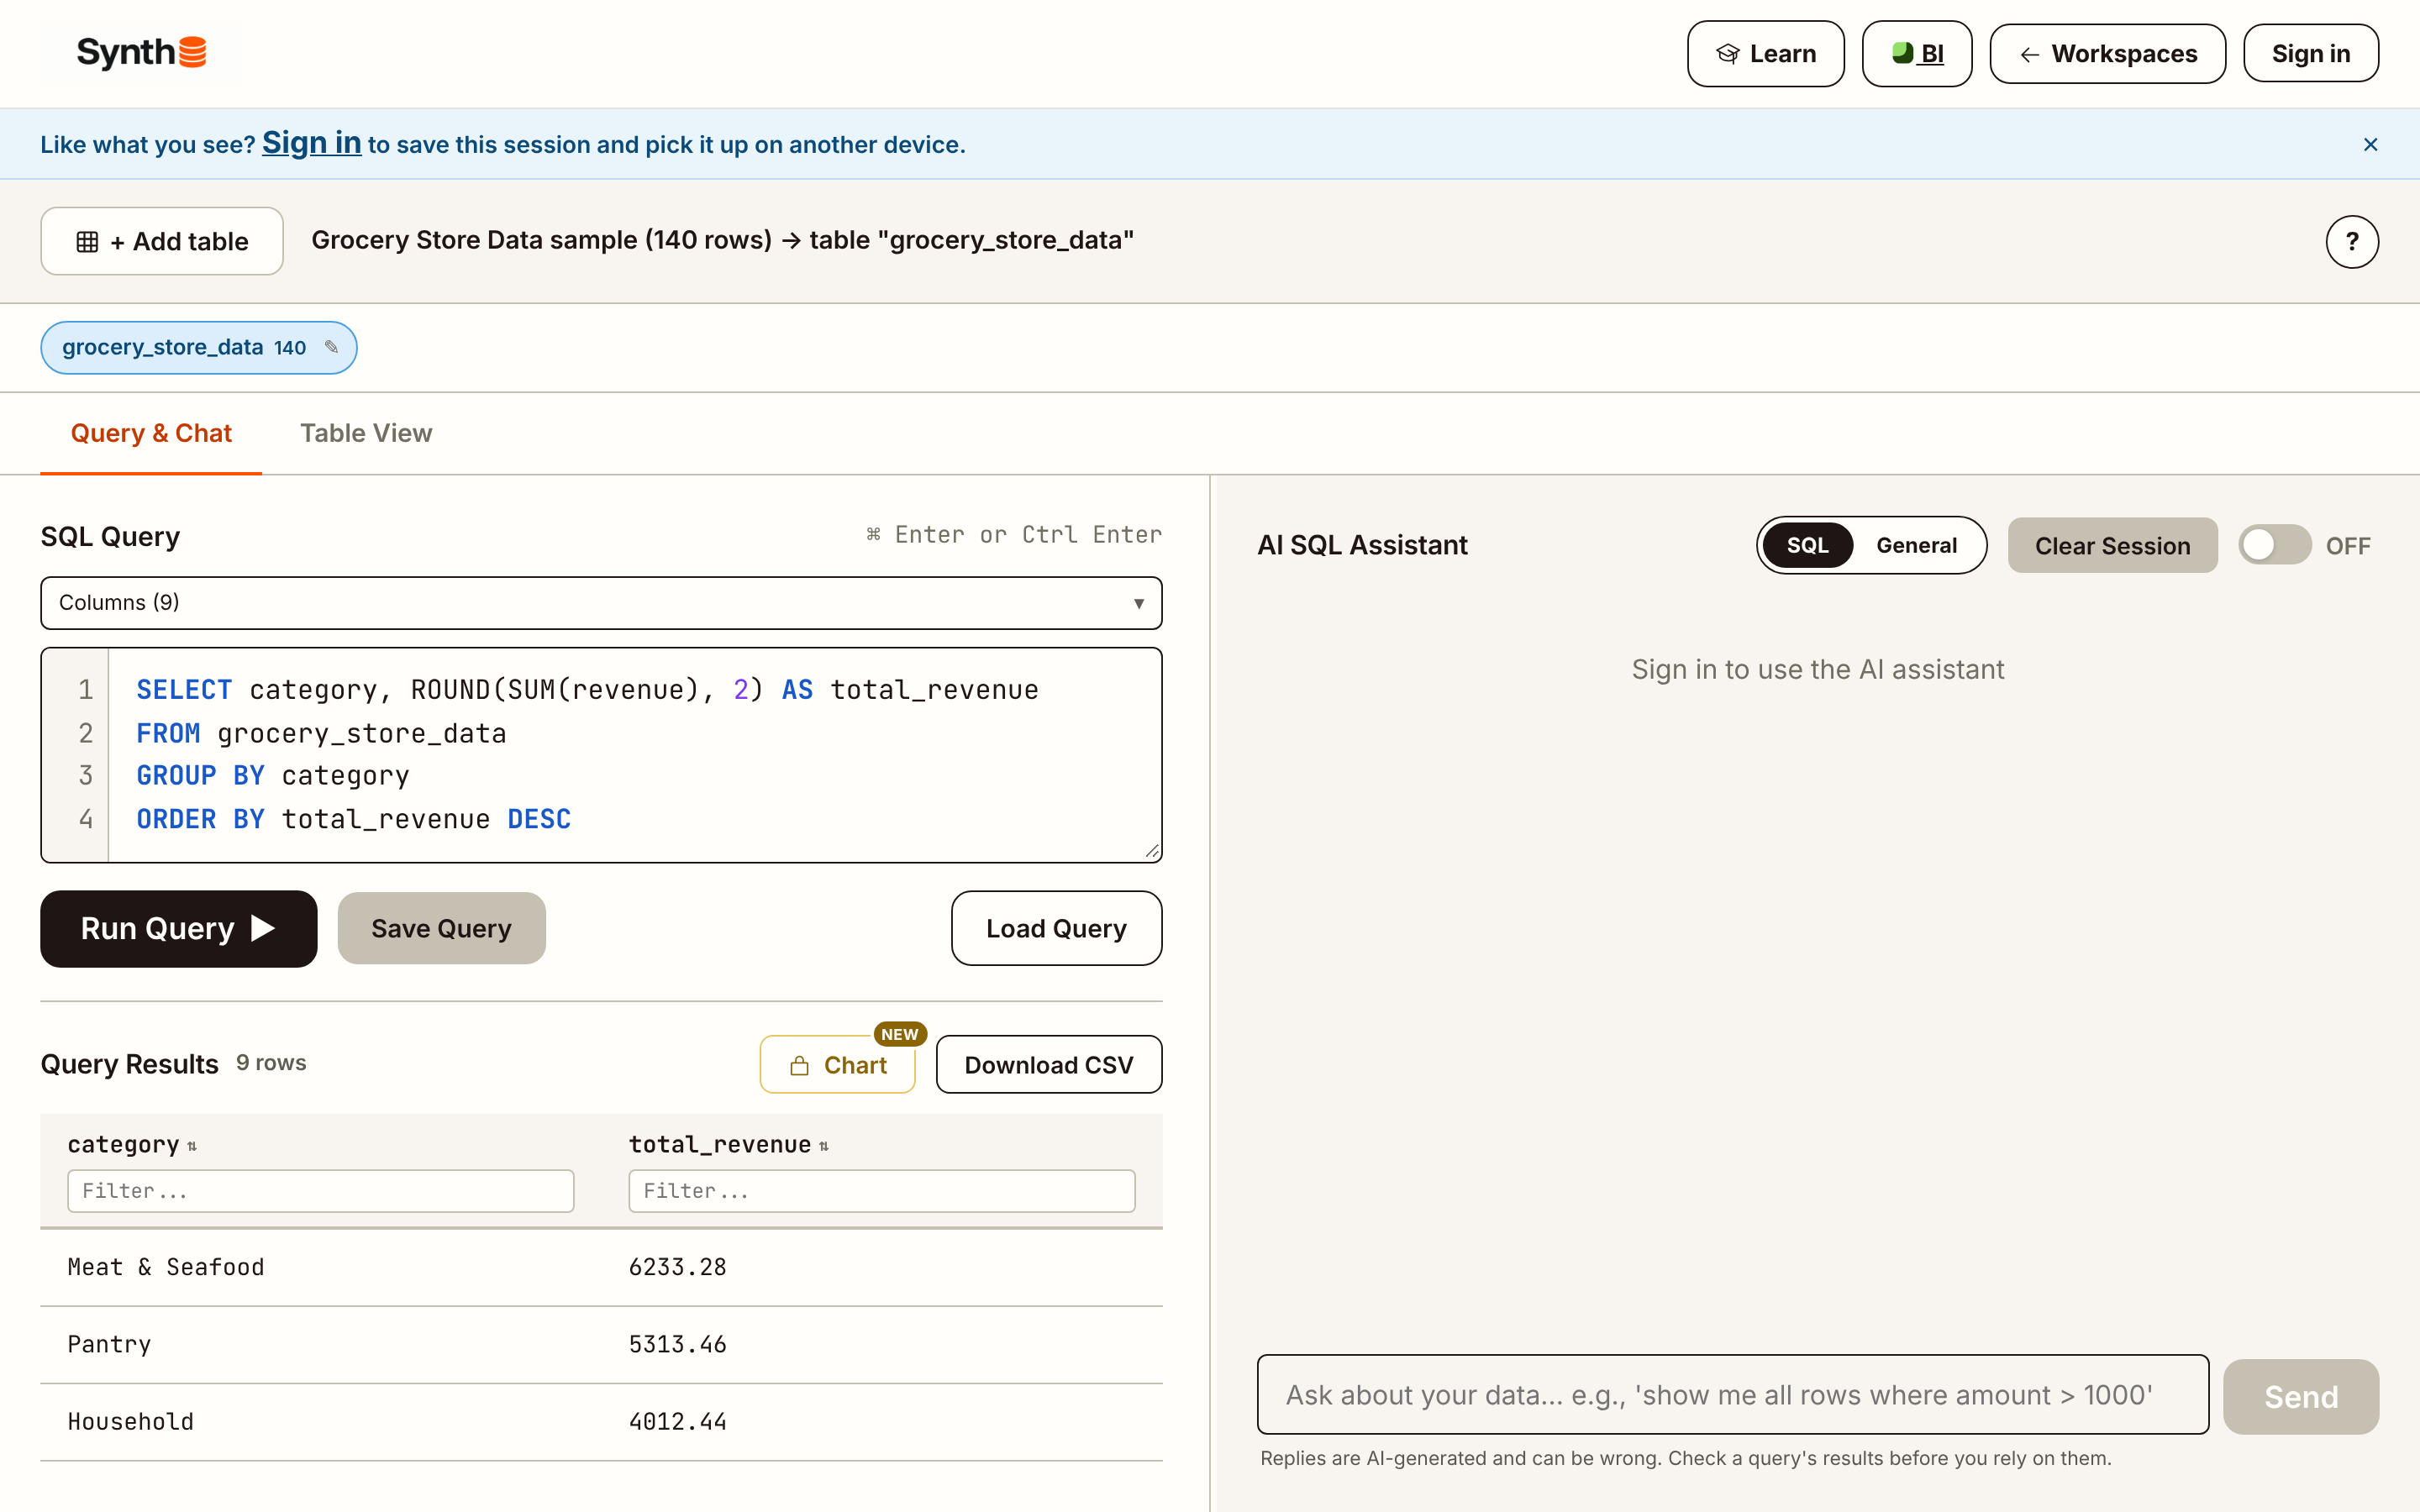 Synth
Learn
BI
← Workspaces
Sign in
Like what you see? Sign in to save this session and pick it up on another device.
×
+ Add table
Grocery Store Data sample (140 rows) → table "grocery_store_data"
?
grocery_store_data 140 ✎
Query & Chat
Table View
SQL Query
⌘ Enter or Ctrl Enter
Columns (9)
1 SELECT category, ROUND(SUM(revenue), 2) AS total_revenue
2 FROM grocery_store_data
3 GROUP BY category
4 ORDER BY total_revenue DESC
Run Query ▶
Save Query
Load Query
Query Results 9 rows
NEW
Chart
Download CSV
category ⇅ total_revenue ⇅
Filter... Filter...
Meat & Seafood 6233.28
Pantry 5313.46
Household 4012.44
AI SQL Assistant
SQL
General
Clear Session
OFF
Sign in to use the AI assistant
Ask about your data... e.g., 'show me all rows where amount > 1000'
Send
Replies are AI-generated and can be wrong. Check a query's results before you rely on them.